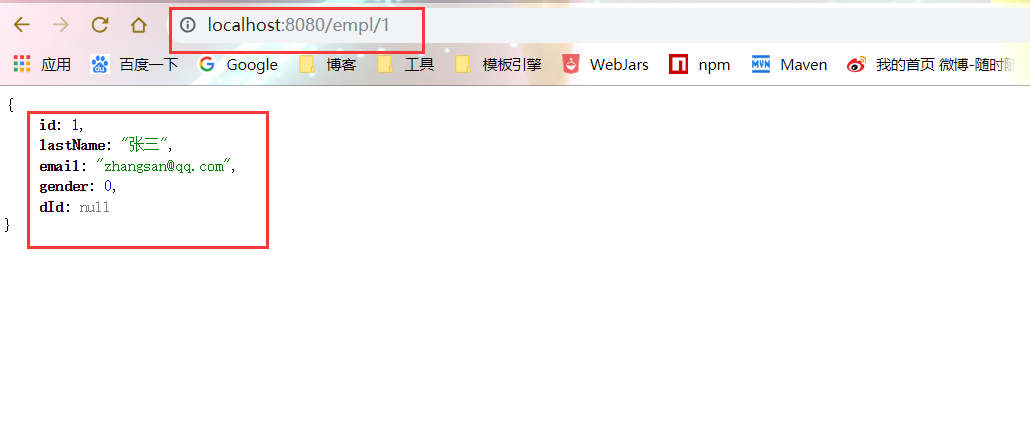 localhost:8080/empl/1
应用 百度一下 Google 博客 工具 模板引擎 WebJars npm Maven 我的首页 微博-随时随
{
id: 1,
lastName: "张三",
email: "zhangsan@qq.com",
gender: 0,
dId: null
}